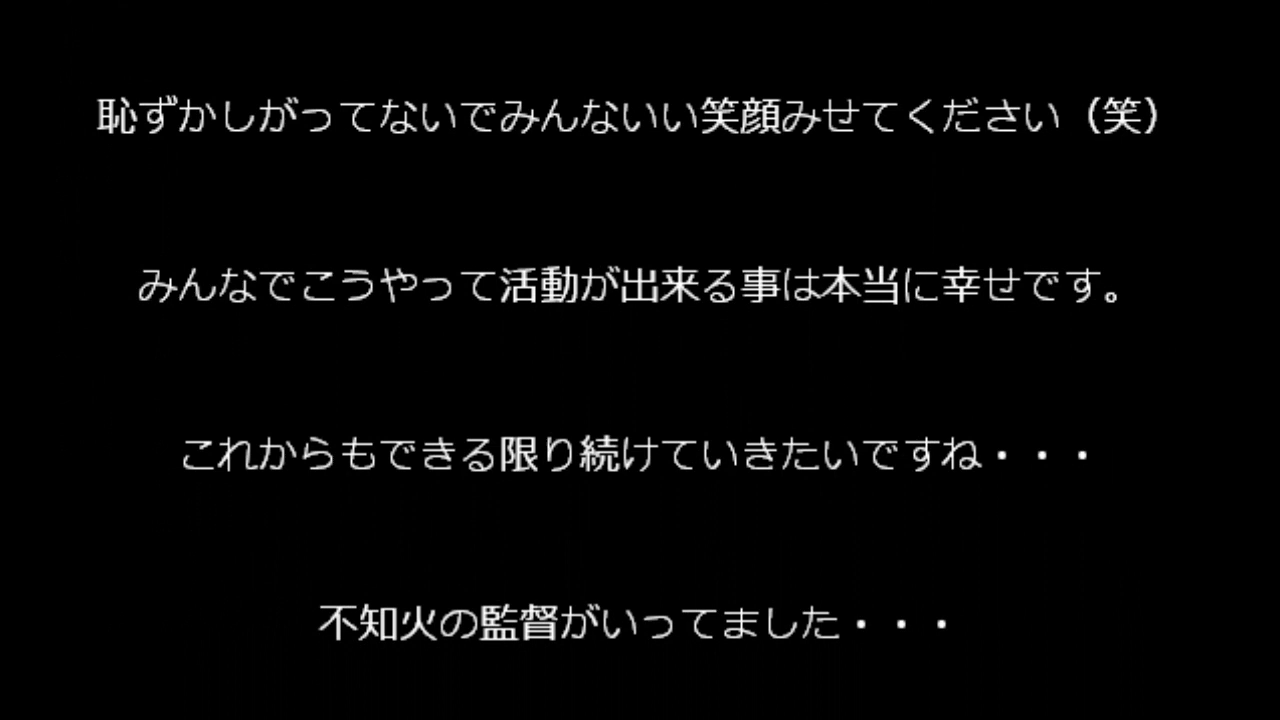 恥ずかしがってないでみんないい笑顔みせてください（笑）
みんなでこうやって活動が出来る事は本当に幸せです。
これからもできる限り続けていきたいですね・・・
不知火の監督がいってました・・・